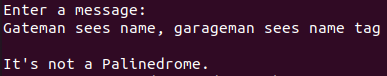 Enter a message:
Gateman sees name, garageman sees name tag

It's not a Palinedrome.